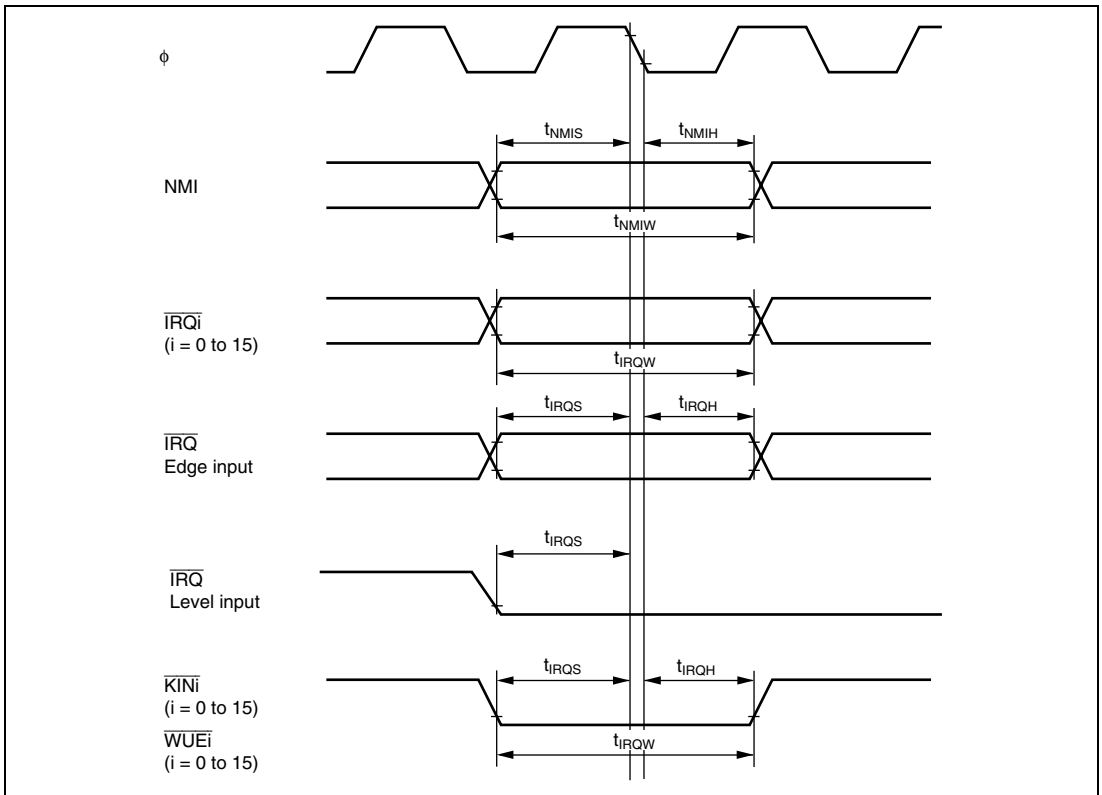 φ
tNMIS
tNMIH
NMI
tNMIW
IRQi
(i = 0 to 15)
tIRQW
tIRQS
tIRQH
IRQ
Edge input
tIRQS
IRQ
Level input
tIRQS
tIRQH
KINi
(i = 0 to 15)
tIRQW
WUEi
(i = 0 to 15)